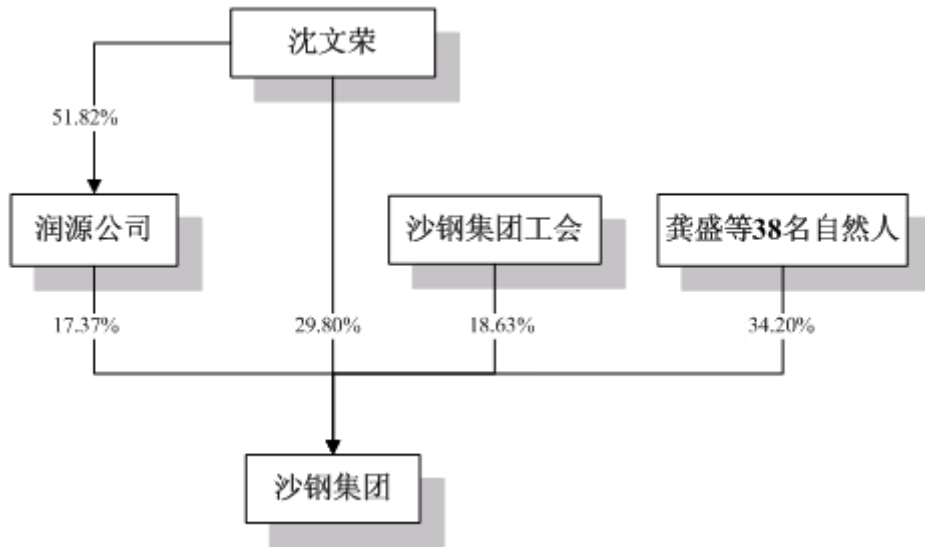 沈文荣
51.82%
润源公司
沙钢集团工会
龚盛等38名自然人
17.37%
29.80%
18.63%
34.20%
沙钢集团